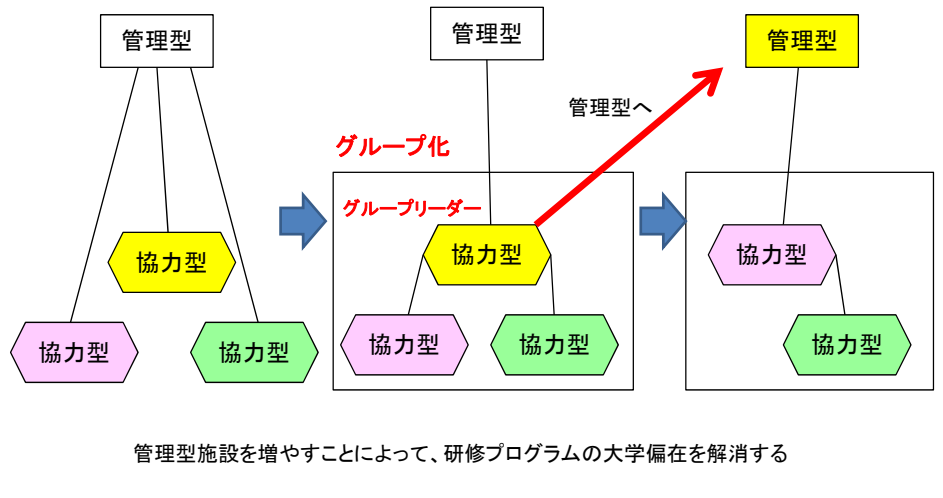 管理型
管理型
管理型
管理型へ
グループ化
グループリーダー
協力型
協力型
協力型
協力型
協力型
協力型
協力型
協力型
管理型施設を増やすことによって、研修プログラムの大学偏在を解消する